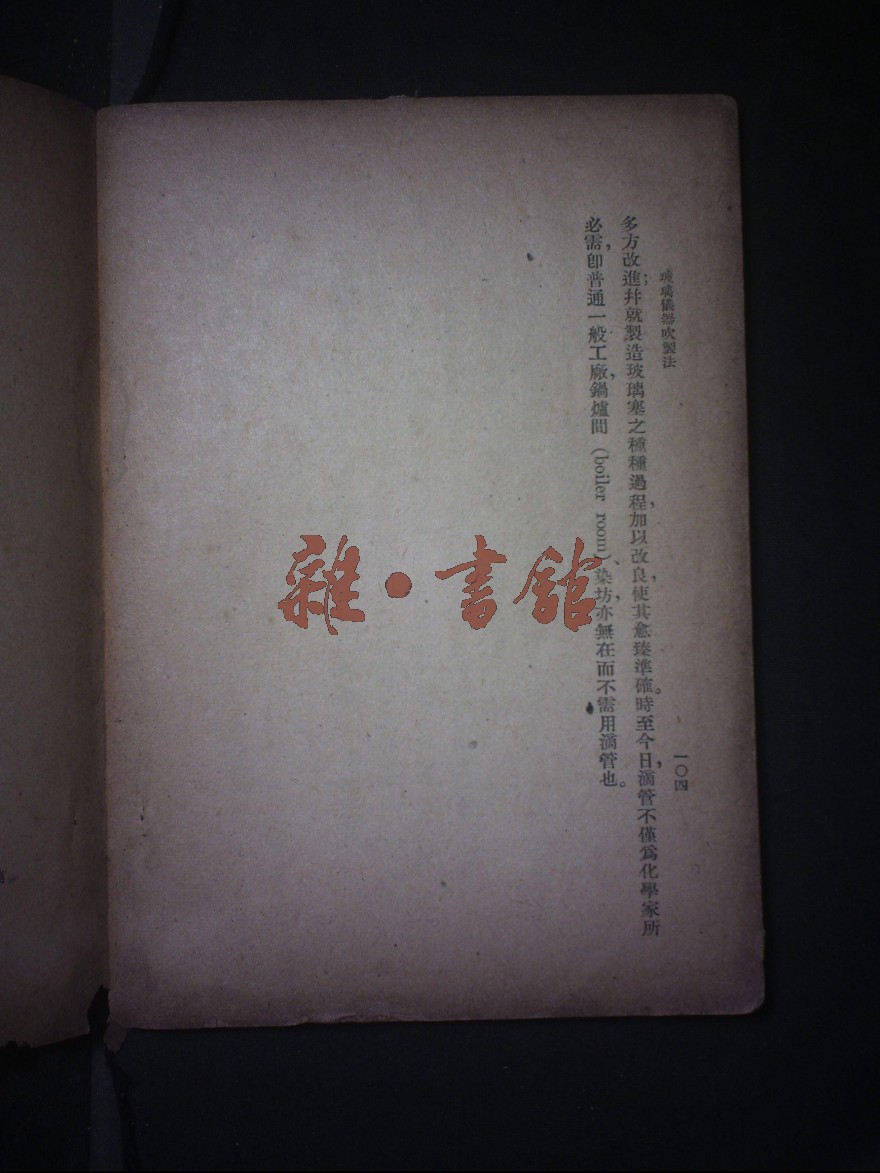 玻璃儀器吹製法
一〇四
多方改進;幷就製造玻璃塞之種種過程,加以改良,使其愈臻準確。時至今日,滴管不僅爲化學家所
必需,卽普通一般工廠,鍋爐間(boiler room)、染坊,亦無在而不需用滴管也。
雜·書館